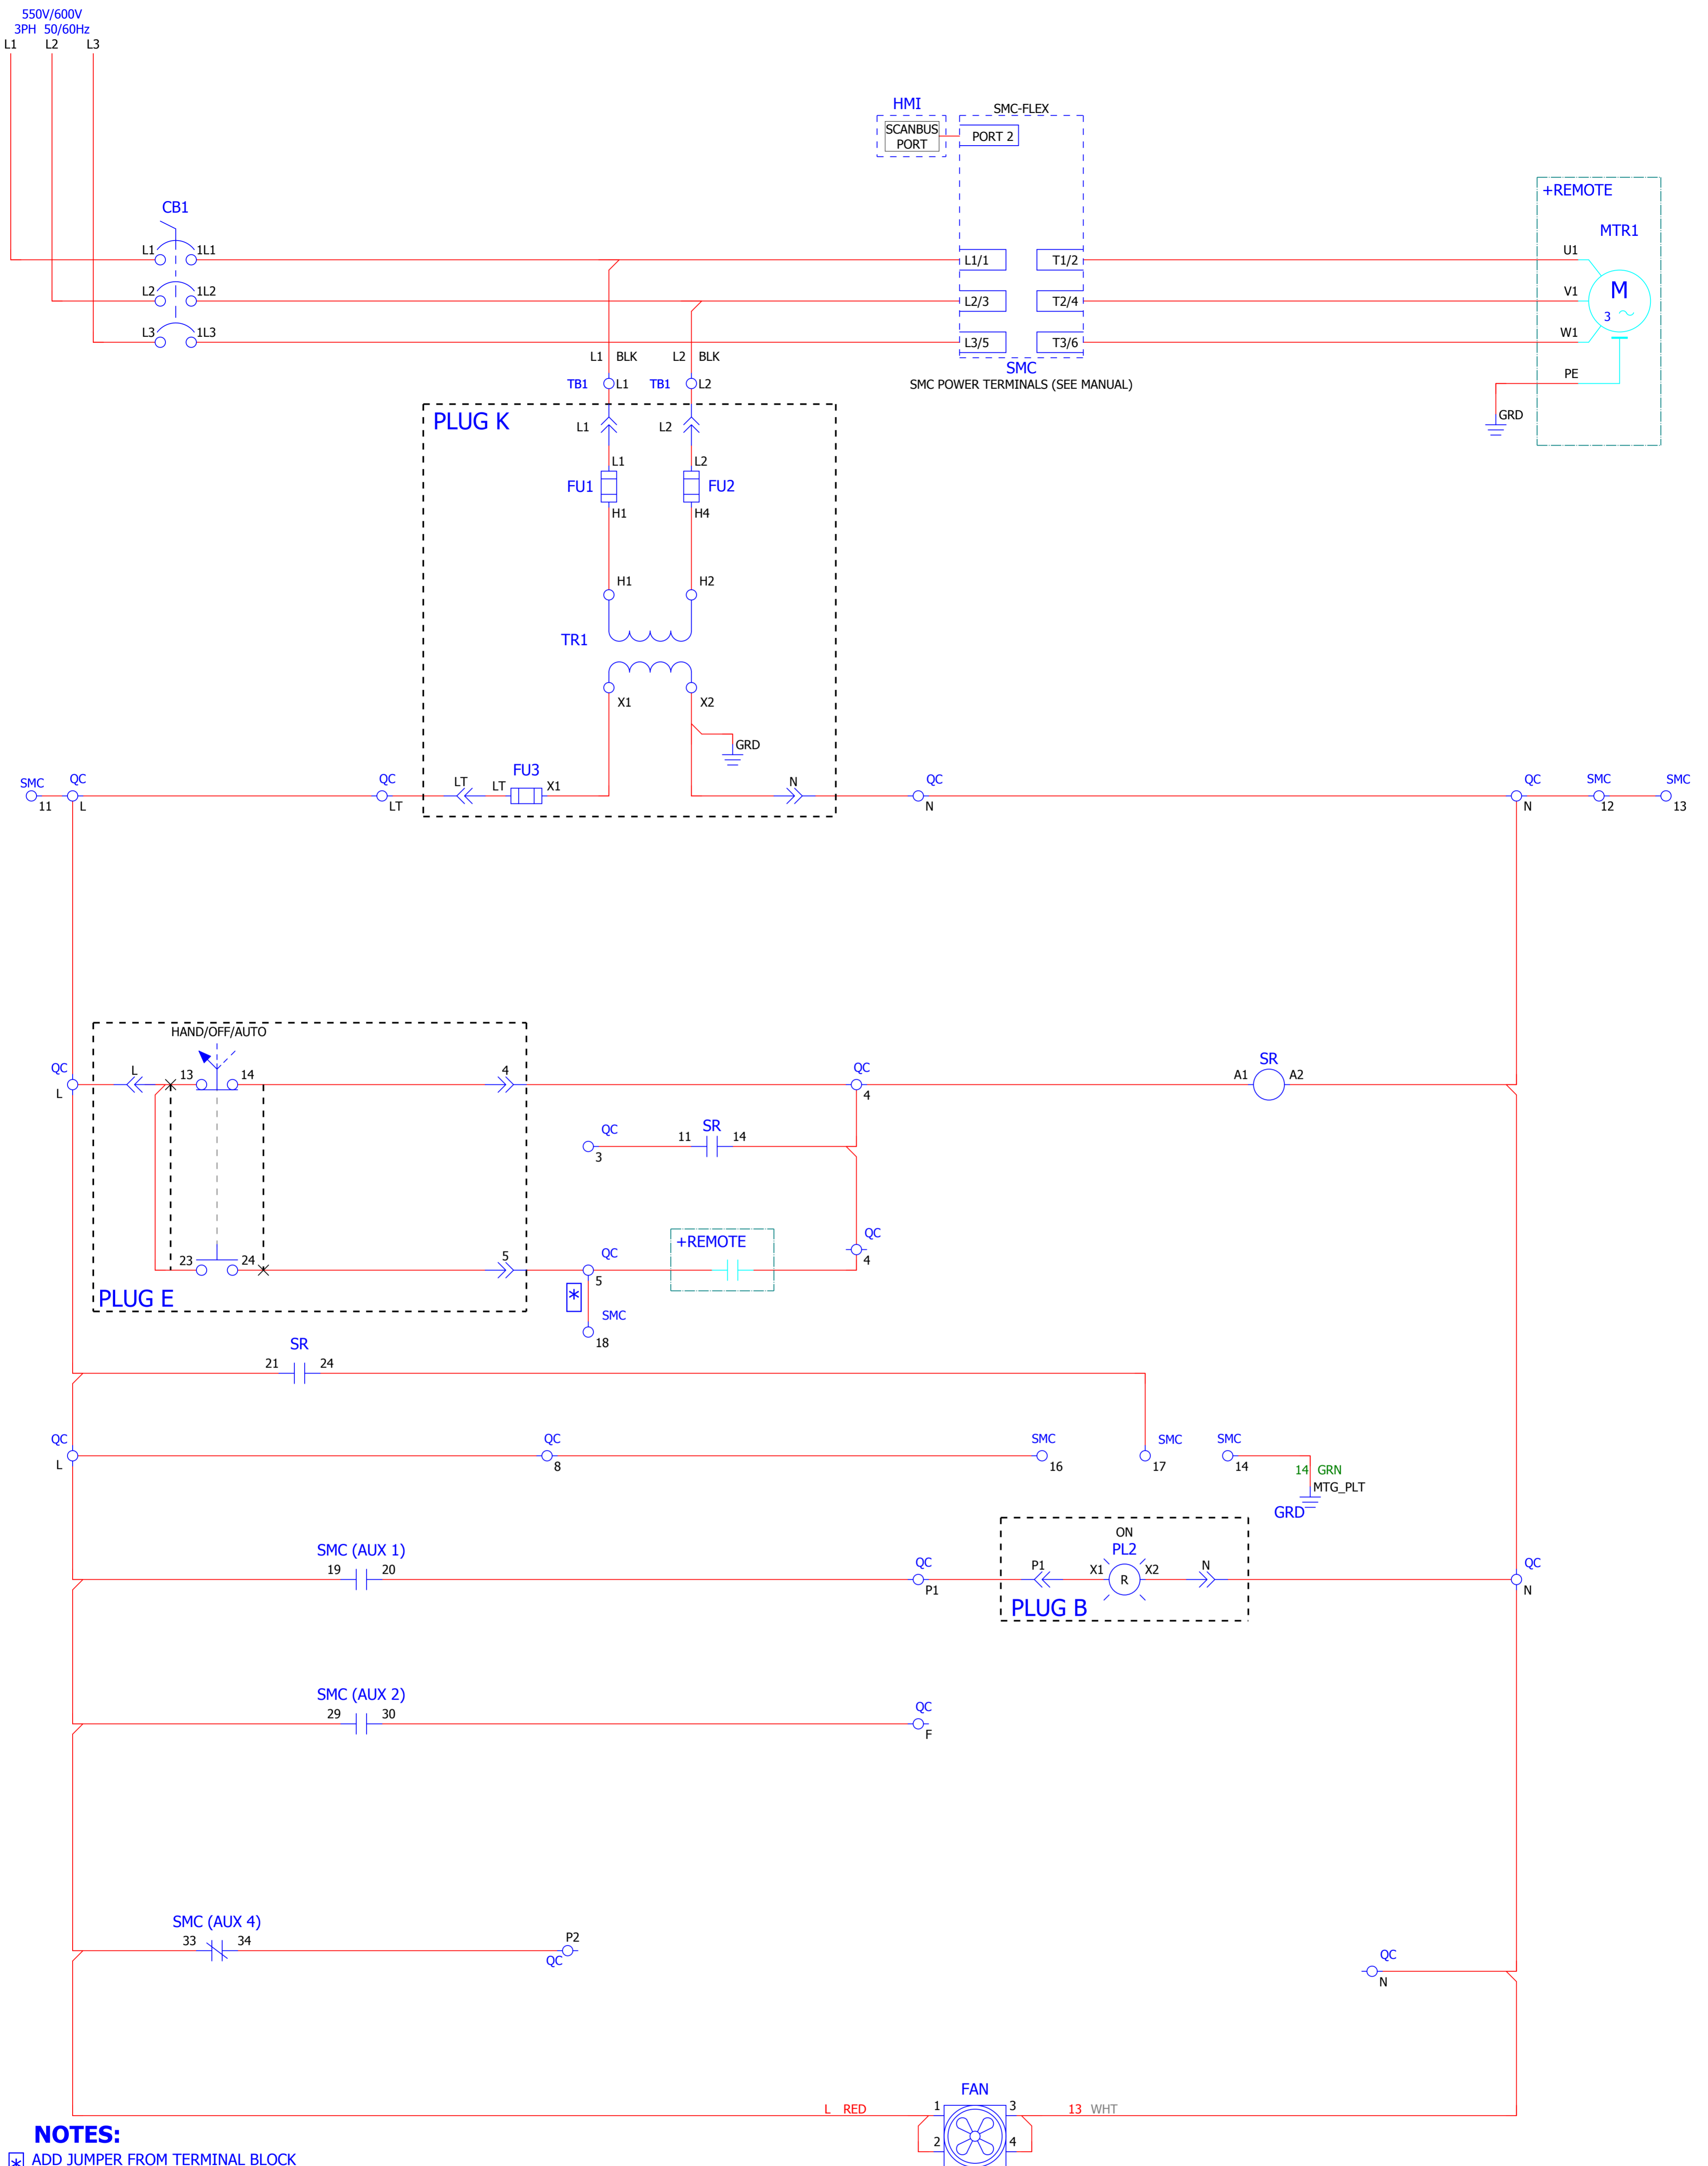 550V/600V
3PH 50/60Hz
L1 L2 L3
HMI
SMC-FLEX
SCANBUS
PORT
PORT 2
+REMOTE
MTR1
CB1
L1 1L1
L1/1 T1/2
U1
L2 1L2
L2/3 T2/4
V1
M
3
L3 1L3
L3/5 T3/6
W1
L1 BLK L2 BLK
SMC
SMC POWER TERMINALS (SEE MANUAL)
PE
TB1 L1 TB1 L2
GRD
PLUG K
L1 L2
L1 L2
FU1 FU2
H1 H4
H1 H2
TR1
X1 X2
GRD
SMC QC QC LT LT FU3 X1 N QC QC SMC SMC
11 L LT N N 12 13
HAND/OFF/AUTO
QC L 13 14 4 QC SR
L 4 A1 A2
QC 11 SR 14
3
+REMOTE
QC
4
23 24 5 QC
5
PLUG E
*
SMC
18
SR
21 24
QC QC SMC SMC SMC
L 8 16 17 14
14 GRN
MTG_PLT
GRD
ON
SMC (AUX 1) PL2
19 20 QC P1 X1 R X2 N QC
P1 N
PLUG B
SMC (AUX 2)
29 30 QC
F
SMC (AUX 4)
33 34 P2
QC
QC
N
FAN
L RED 1 3 13 WHT
2 4
NOTES:
* ADD JUMPER FROM TERMINAL BLOCK